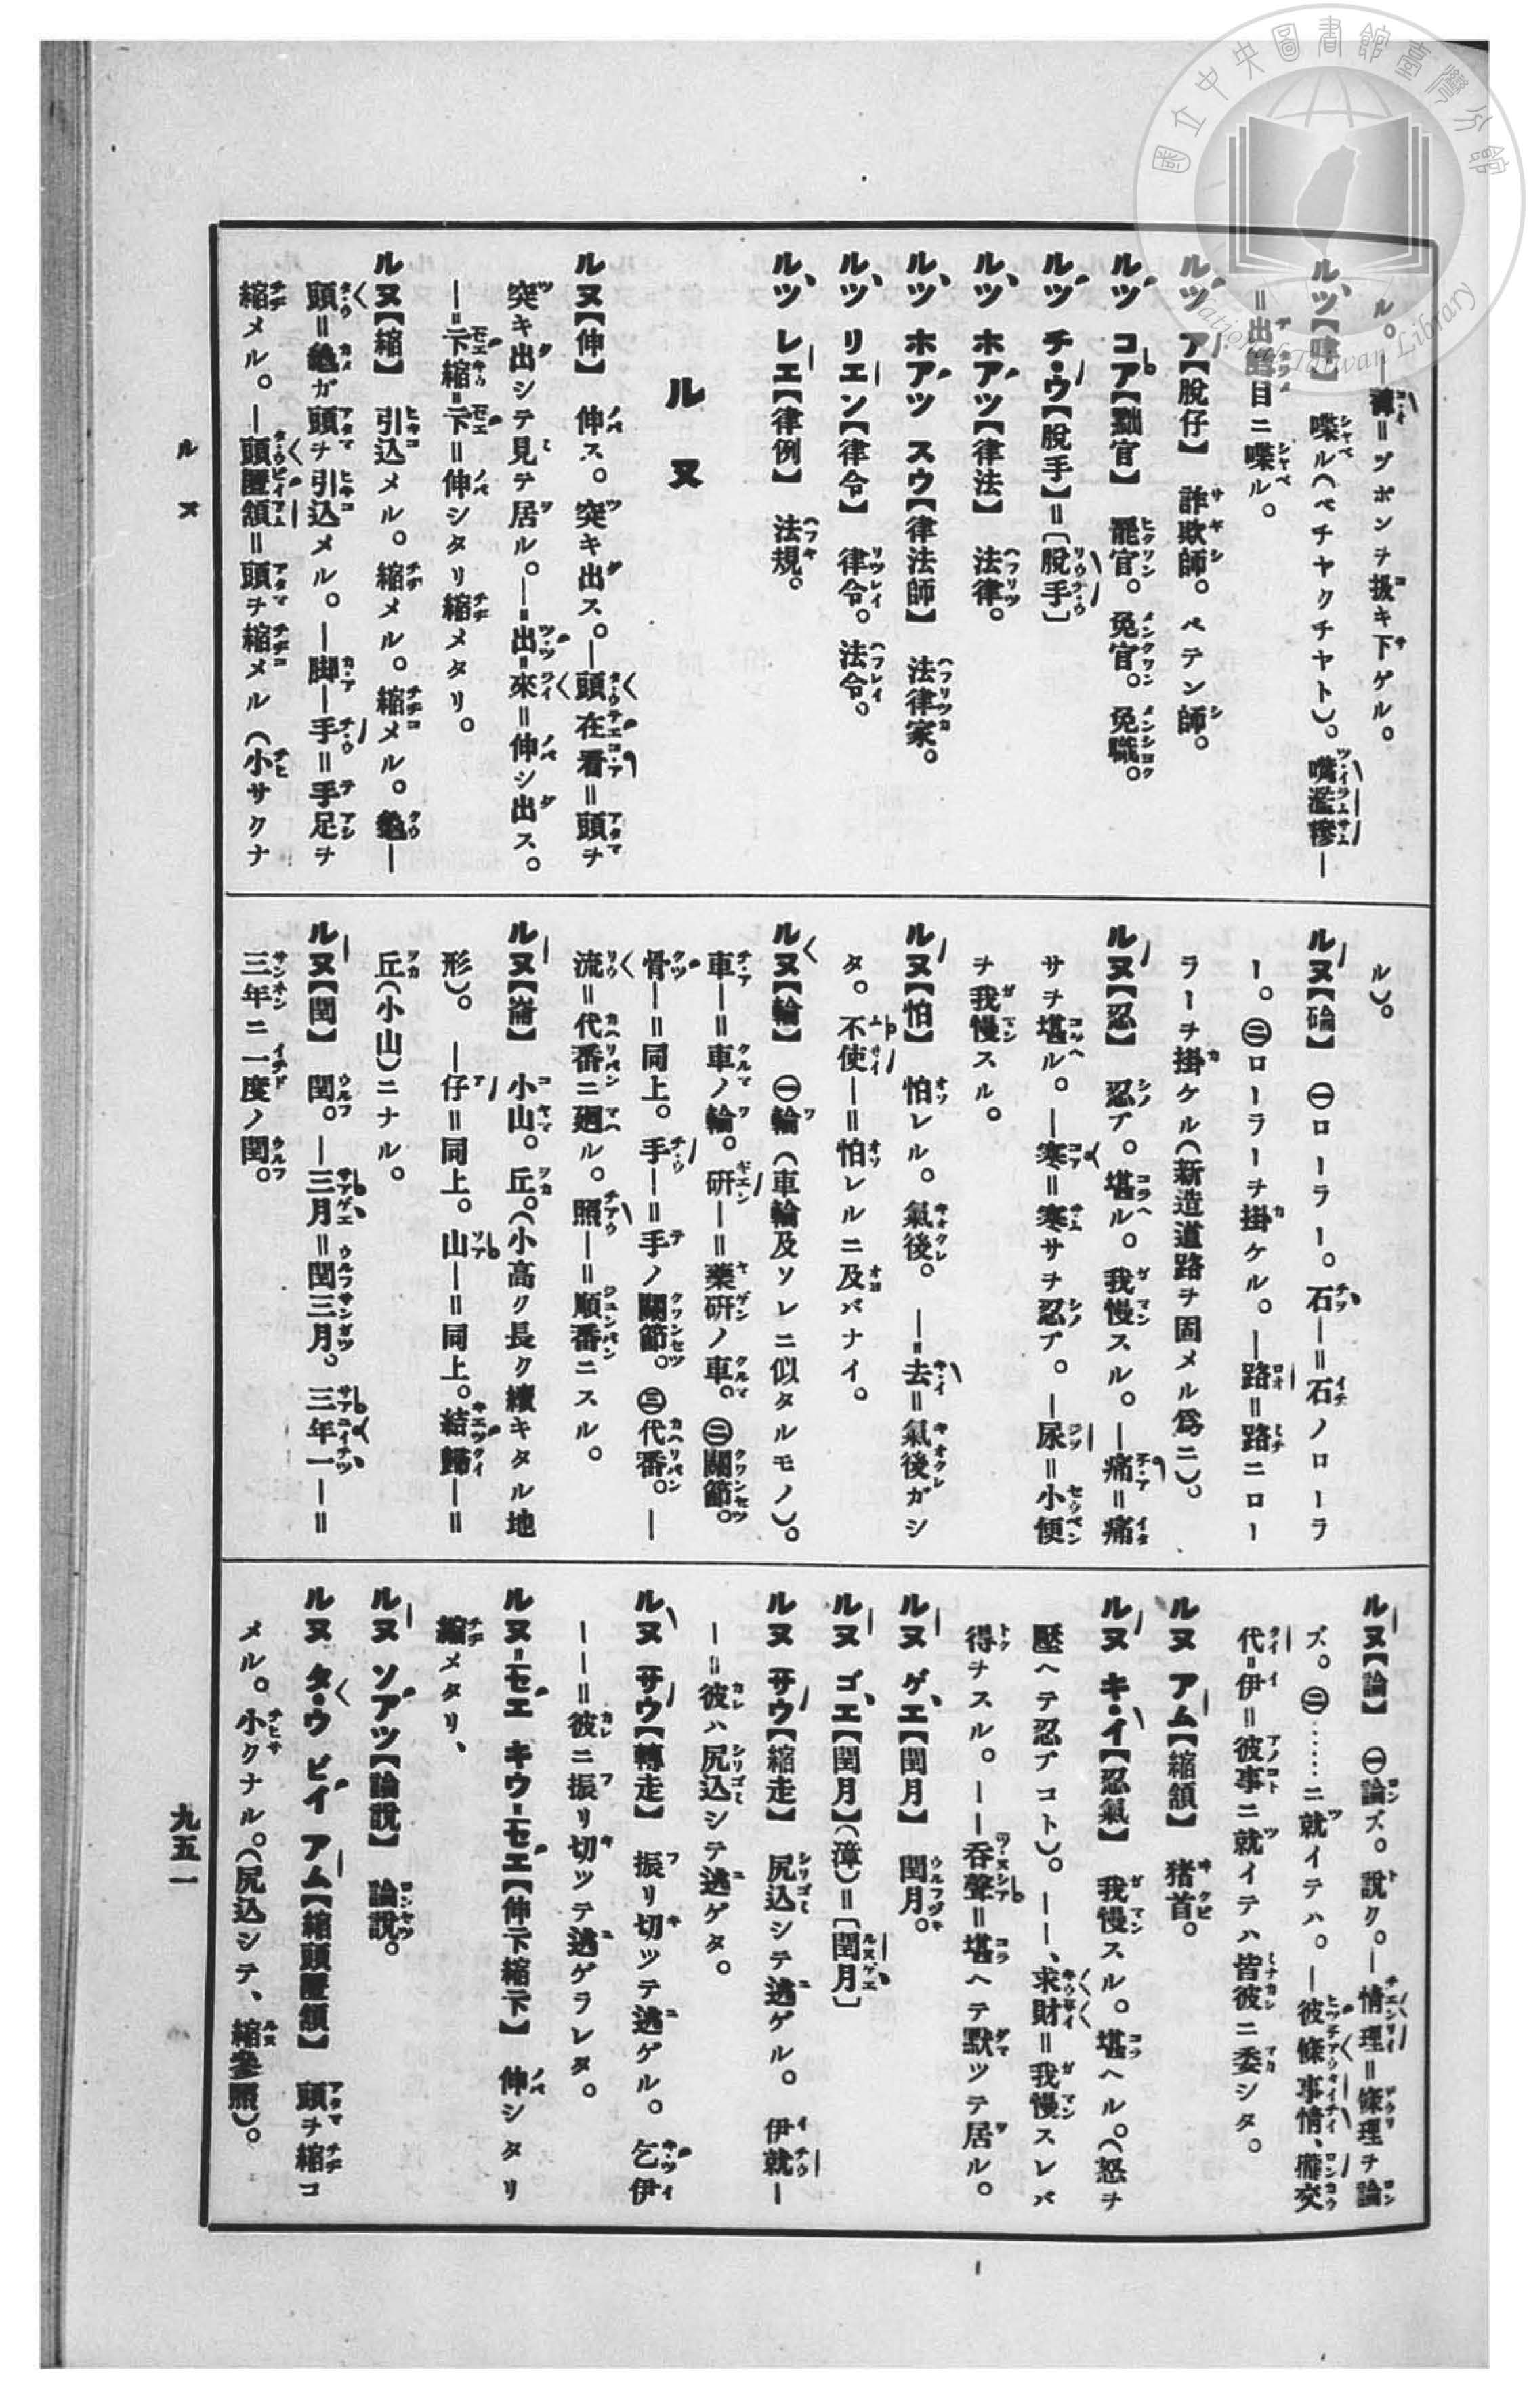 國立中央圖書館臺灣分館
National Taiwan Library
ル。―褲＝ヅボンヲ扱キ下ゲル。
ルツ 喋ル(ペチヤクチヤト)。嘴濫糝―
＝出鱈目ニ喋ル。
ルツ ア【脫仔】 詐欺師。ペテン師。
ルツ コア【黜官】 罷官。免官。免職。
ルツ チ・ウ【脫手】＝〔脫手〕
ルツ ホアツ【律法】 法律。
ルツ ホアツ スウ【律法師】 法律家。
ルツ リエン【律令】 律令。法令。
ルツ レエ【律例】 法規。
ル ヌ
ルヌ【伸】 伸ス。突キ出ス。―頭在看＝頭ヲ
突キ出シテ見テ居ル。―＝出＝來＝伸シ出ス。
―＝下縮＝下＝伸シタリ縮メタリ。
ルヌ【縮】 引込メル。縮メル。縮メル。龜―
頭＝龜ガ頭ヲ引込メル。―脚―手＝手足ヲ
縮メル。―頭匿頷＝頭ヲ縮メル(小サクナ
ル)。
ルヌ【碖】 ㊀ローラー。石―＝石ノローラ
ー。㊁ローラーヲ掛ケル。―路＝路ニロー
ラーヲ掛ケル(新造道路ヲ固メル爲ニ)。
ルヌ【忍】 忍ブ。堪ル。我慢スル。―痛＝痛
サヲ堪ル。―寒＝寒サヲ忍ブ。―尿＝小便
ヲ我慢スル。
ルヌ【怕】 怕レル。氣後。―＝去＝氣後ガシ
タ。不使―＝怕レルニ及バナイ。
ルヌ【輪】 ㊀輪(車輪及ソレニ似タルモノ)。
車―＝車ノ輪。研―＝藥研ノ車。㊁關節。
骨―＝同上。手―＝手ノ關節。㊂代番。―
流＝代番ニ廻ル。照―＝順番ニスル。
ルヌ【崙】 小山。丘。(小高ク長ク續キタル地
形)。―仔＝同上。山―＝同上。結歸―＝
丘(小山)ニナル。
ルヌ【閏】 閏。―三月＝閏三月。三年一―＝
三年ニ一度ノ閏。
ルヌ【論】 ㊀論ズ。說ク。―情理＝條理ヲ論
ズ。㊁……ニ就イテハ。―彼條事情、攏交
代＝伊＝彼事ニ就イテハ皆彼ニ委シタ。
ルヌ アム【縮頷】 猪首。
ルヌ キ・イ【忍氣】 我慢スル。堪ヘル。(怒ヲ
壓ヘテ忍ブコト)。――、求財＝我慢スレバ
得ヲスル。――吞聲＝堪ヘテ默ツテ居ル。
ルヌ ゲエ【閏月】 閏月。
ルヌ ゴエ【閏月】(漳)＝〔閏月〕
ルヌ サウ【縮走】 尻込シテ逃ゲル。伊就―
―＝彼ハ尻込シテ逃ゲタ。
ルヌ サウ【轉走】 振リ切ツテ逃ゲル。乞伊
――＝彼ニ振リ切ツテ逃ゲラレタ。
ルヌ＝モエ キウ＝モエ【伸下縮下】 伸シタリ
縮メタリ、
ルヌ ソアツ【論說】 論說。
ルヌ タ・ウ ビイ アム【縮頭匿頷】 頭ヲ縮コ
メル。小クナル。(尻込シテ、縮參照)。
ル ヌ
九五一